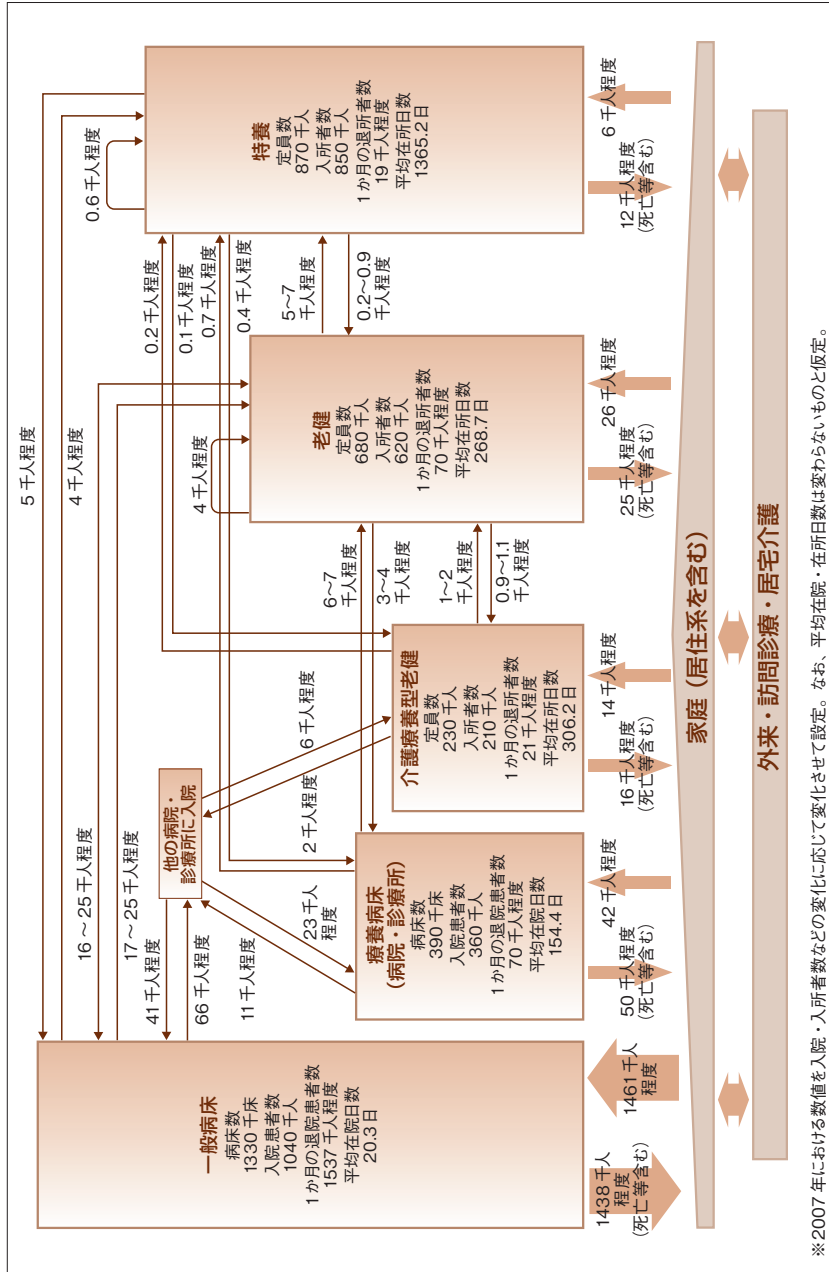 5千人程度
4千人程度
0.6千人程度
16～25千人程度
17～25千人程度
0.2千人程度
0.1千人程度
0.7千人程度
0.4千人程度
41千人程度
66千人程度
他の病院・
診療所に入院
11千人程度
23千人
程度
2千人程度
6千人程度
4千人程度
6～7
千人程度
3～4
千人程度
1～2
千人程度
0.9～1.1
千人程度
5～7
千人程度
0.2～0.9
千人程度
一般病床
病床数
1330千床
入院患者数
1040千人
1か月の退院患者数
1537千人程度
平均在院日数
20.3日
療養病床
（病院・診療所）
病床数
390千床
入院患者数
360千人
1か月の退院患者数
70千人程度
平均在院日数
154.4日
介護療養型老健
定員数
230千人
入所者数
210千人
1か月の退所者数
21千人程度
平均在所日数
306.2日
老健
定員数
680千人
入所者数
620千人
1か月の退所者数
70千人程度
平均在所日数
268.7日
特養
定員数
870千人
入所者数
850千人
1か月の退所者数
19千人程度
平均在所日数
1365.2日
1438千人
程度
（死亡等含む）
1461千人
程度
50千人程度
（死亡等含む）
42千人程度
16千人程度
（死亡等含む）
14千人程度
25千人程度
（死亡等含む）
26千人程度
12千人程度
（死亡等含む）
6千人程度
家庭（居住系を含む）
外来・訪問診療・居宅介護
※2007年における数値を入院・入所者数などの変化に応じて変化させて設定。なお、平均在院・在所日数は変わらないものと仮定。